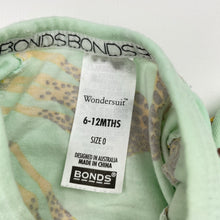 BONDSBONDS
Wondersuit
6-12MTHS
SIZE 0
DESIGNED IN AUSTRALIA
MADE IN CHINA
BONDS